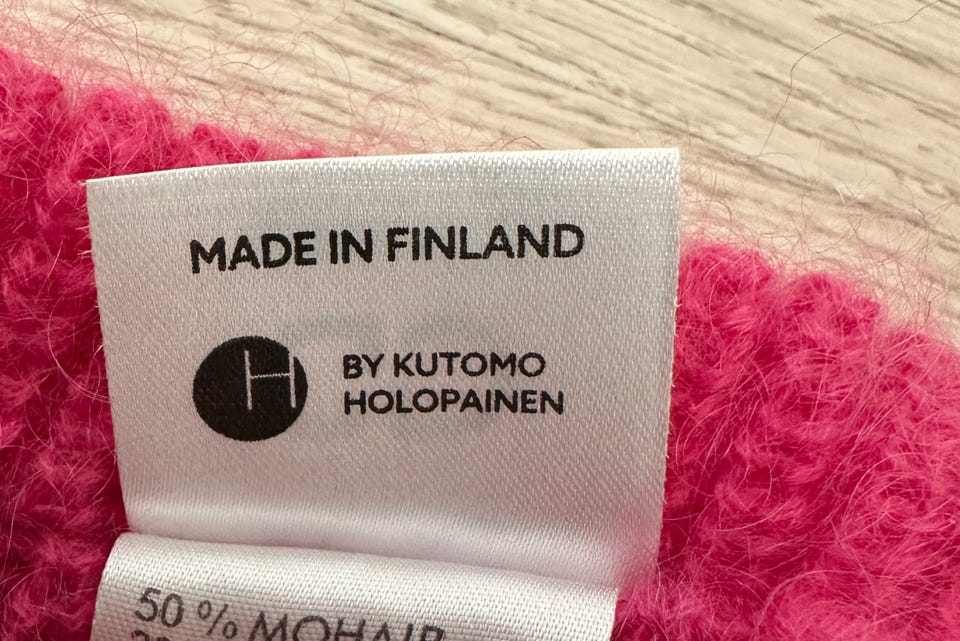 MADE IN FINLAND
H
BY KUTOMO
HOLOPAINEN
50 % MOHAIR